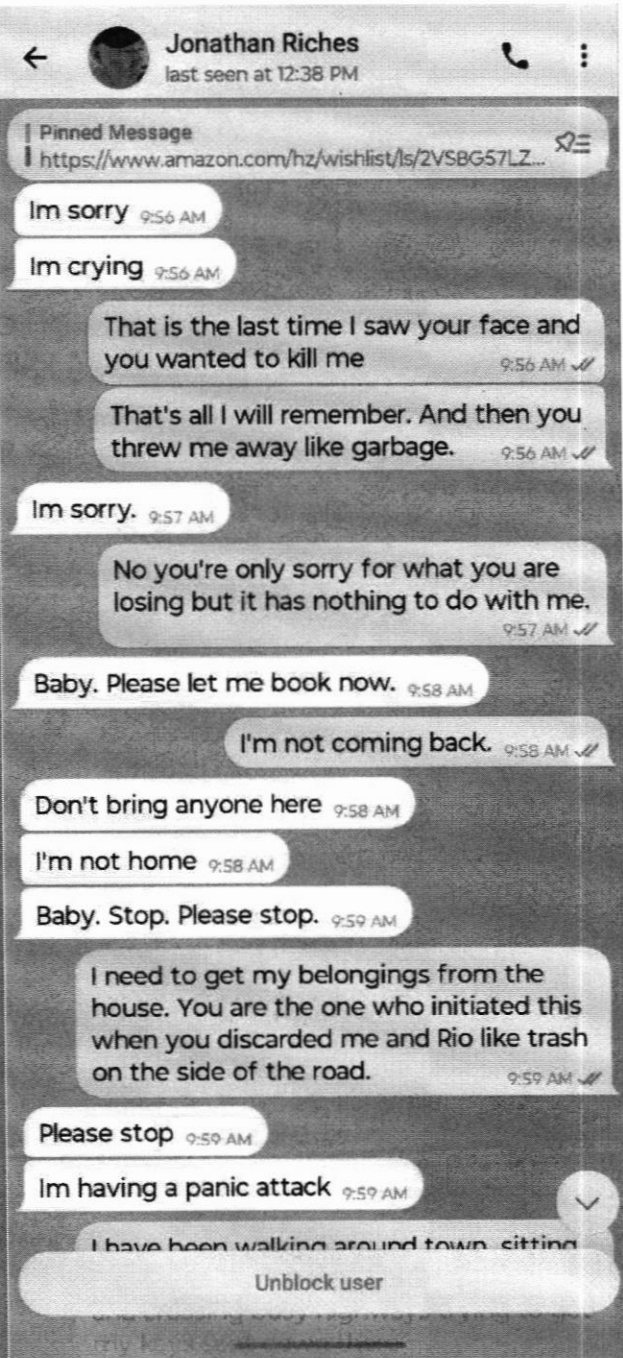 Jonathan Riches
last seen at 12:38 PM
Pinned Message
https://www.amazon.com/hz/wishlist/ls/2VSBG57LZ...
Im sorry 9:56 AM
Im crying 9:56 AM
That is the last time I saw your face and
you wanted to kill me 9:56 AM
That's all I will remember. And then you
threw me away like garbage. 9:56 AM
Im sorry. 9:57 AM
No you're only sorry for what you are
losing but it has nothing to do with me.
9:57 AM
Baby. Please let me book now. 9:58 AM
I'm not coming back. 9:58 AM
Don't bring anyone here 9:58 AM
I'm not home 9:58 AM
Baby. Stop. Please stop. 9:59 AM
I need to get my belongings from the
house. You are the one who initiated this
when you discarded me and Rio like trash
on the side of the road. 9:59 AM
Please stop 9:59 AM
Im having a panic attack 9:59 AM
I have been walking around town, sitting
Unblock user
and crossing busy highways trying to get
my